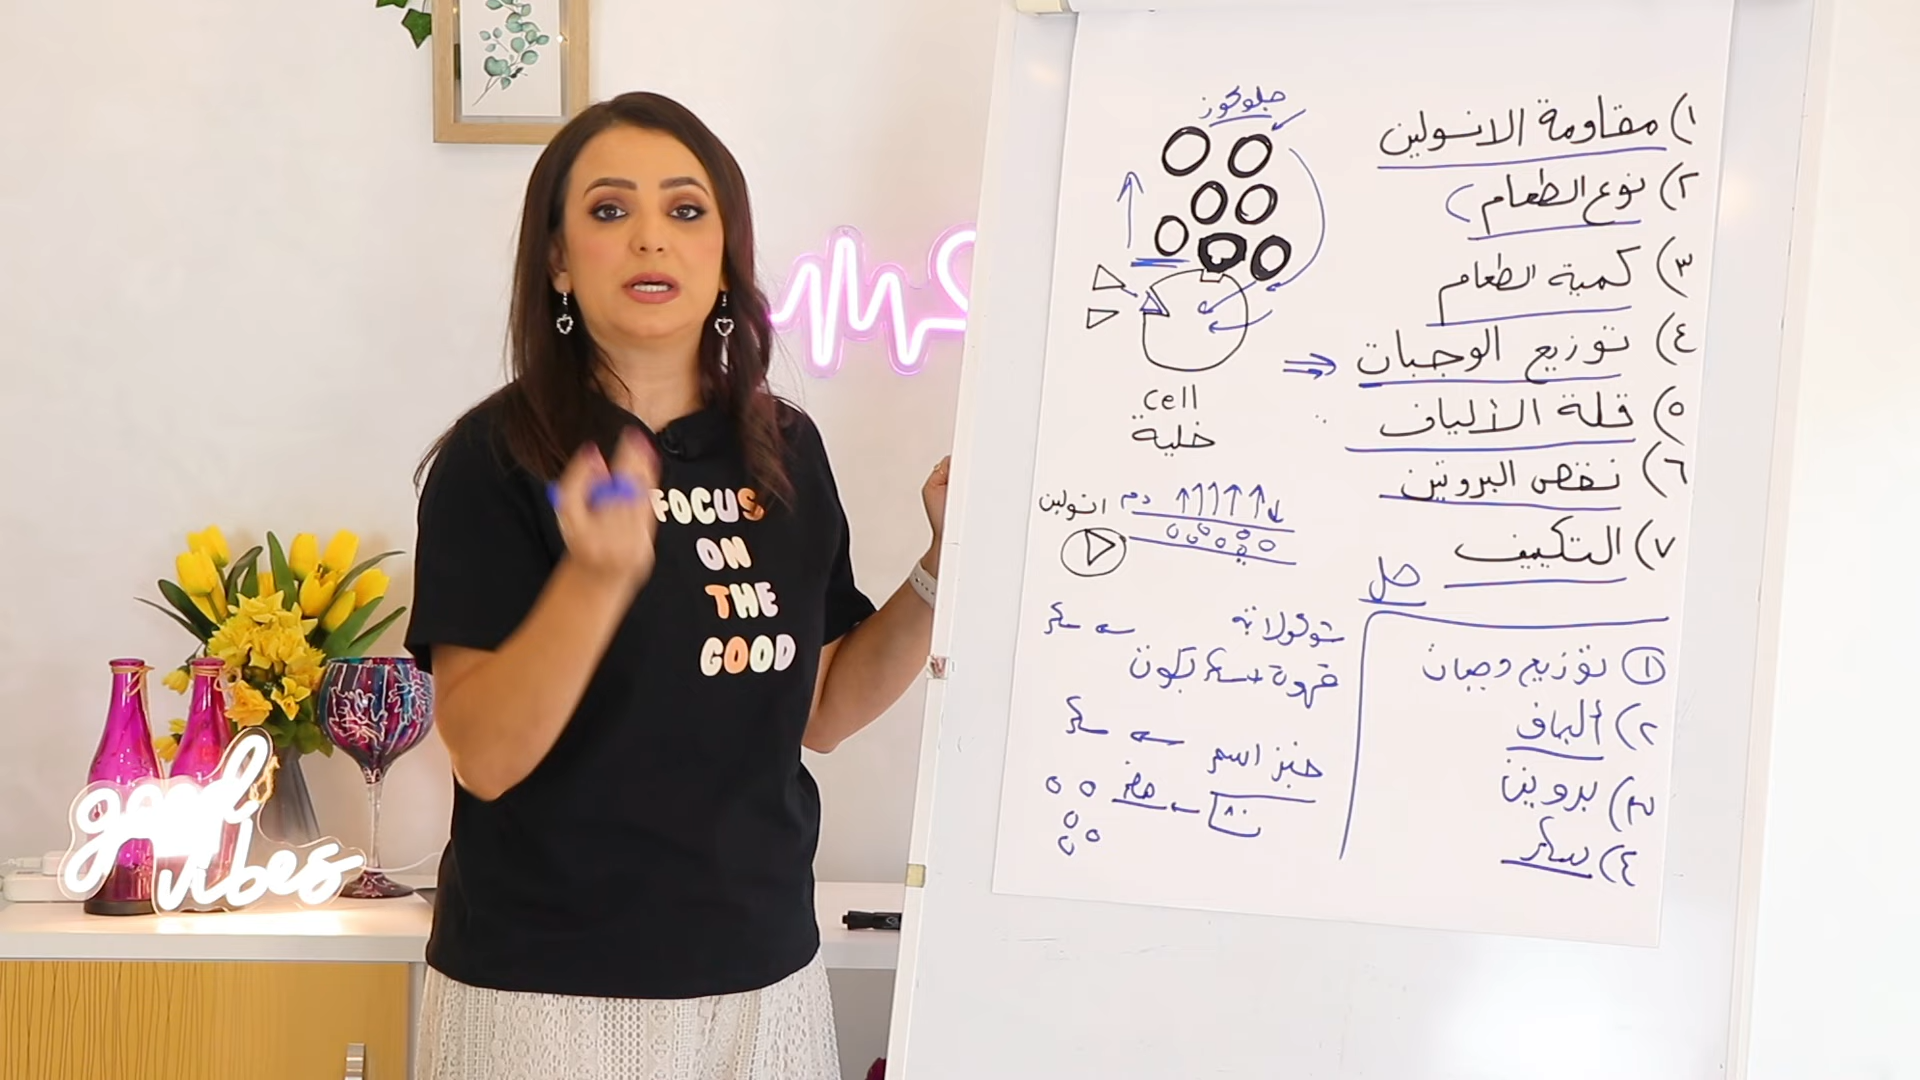 ١) مقاومة الانسولين
٢) نوع الطعام
٣) كمية الطعام
٤) توزيع الوجبات
٥) قلة الألياف
٦) نقص البروتين
٧) التكييف
حل
١ توزيع وجبات
٢) ألياف
٣) بروتين
٤) سكر
جلوكوز
cell
خلية
انسولين دم
شوكولاتة ← سكر
قهوة + سكر
خبز اسمر ← سكر
FOCUS
ON
THE
GOOD
good
vibes